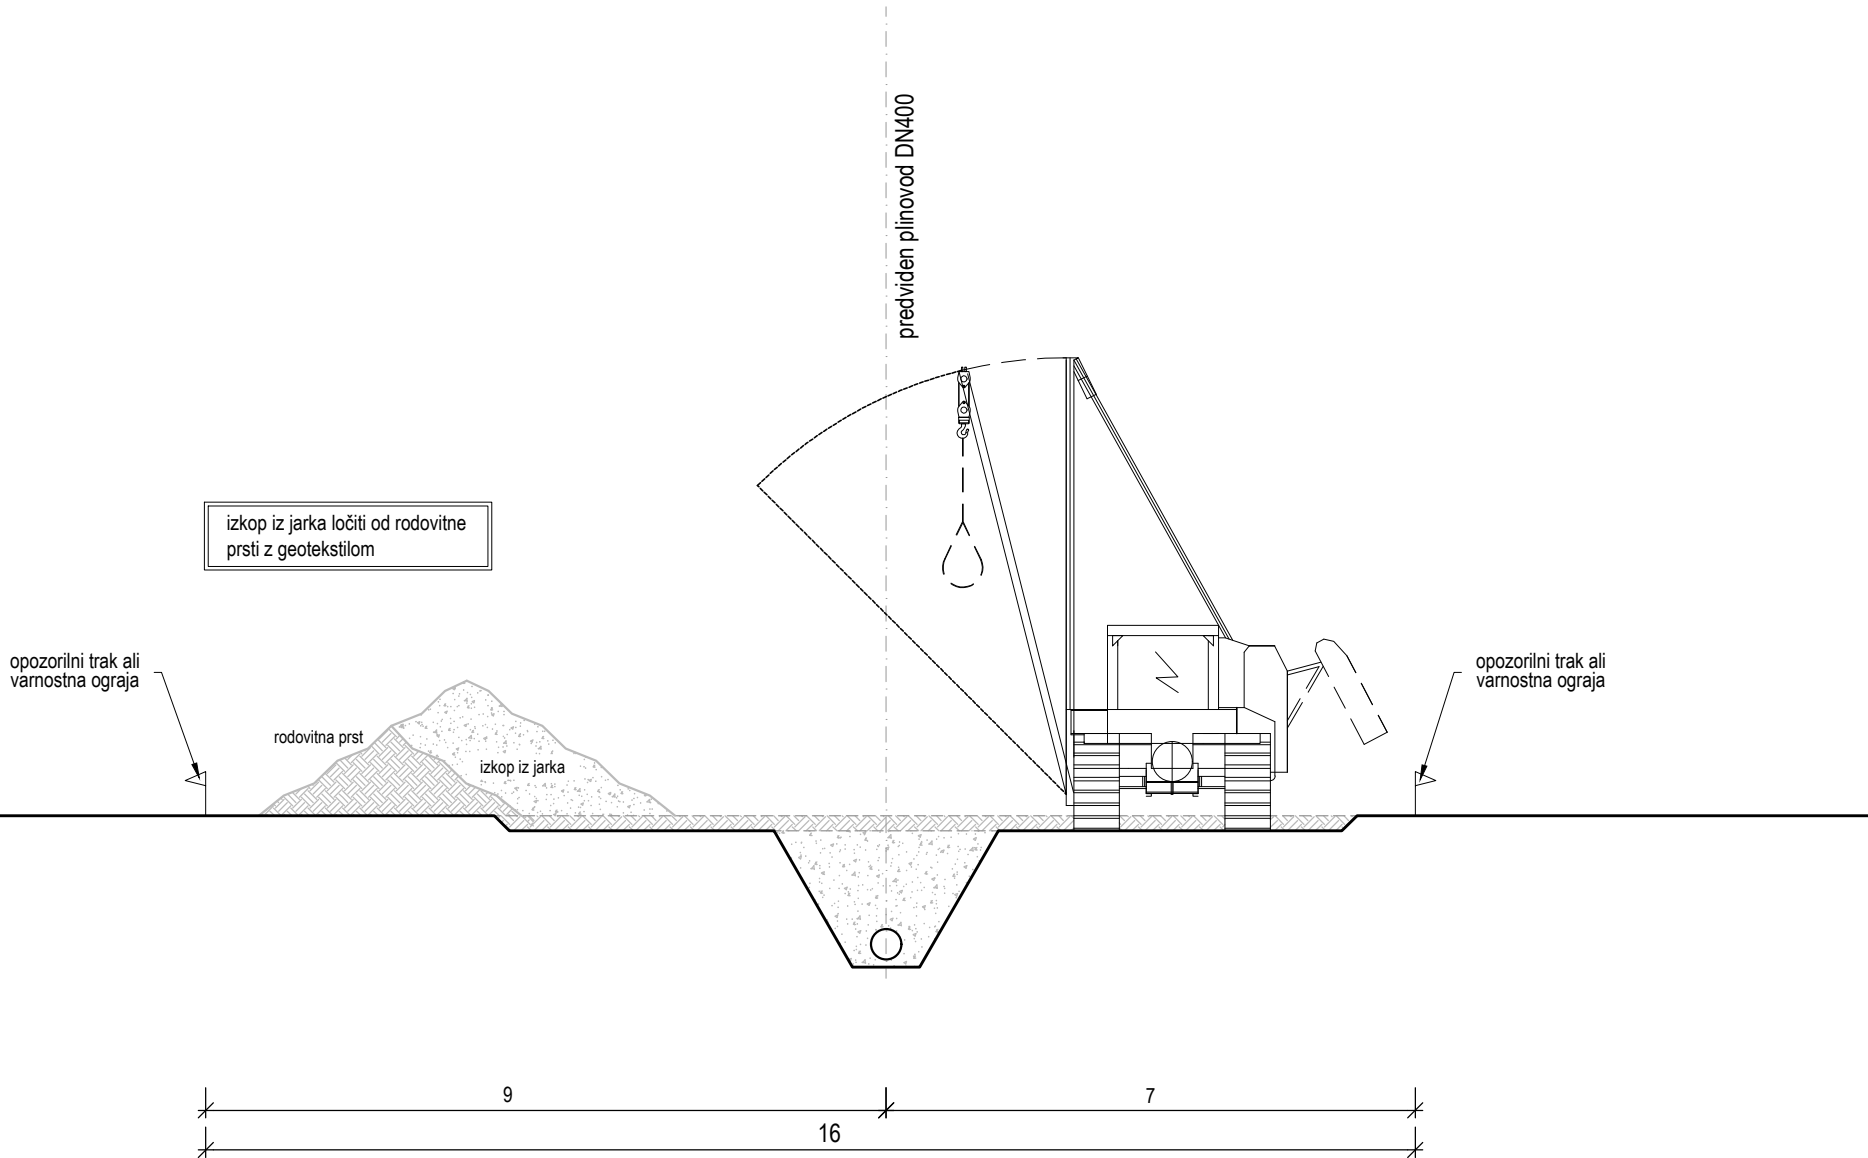 predviden plinovod DN400
izkop iz jarka ločiti od rodovitne
prsti z geotekstilom
opozorilni trak ali
varnostna ograja
opozorilni trak ali
varnostna ograja
rodovitna prst
izkop iz jarka
9
7
16